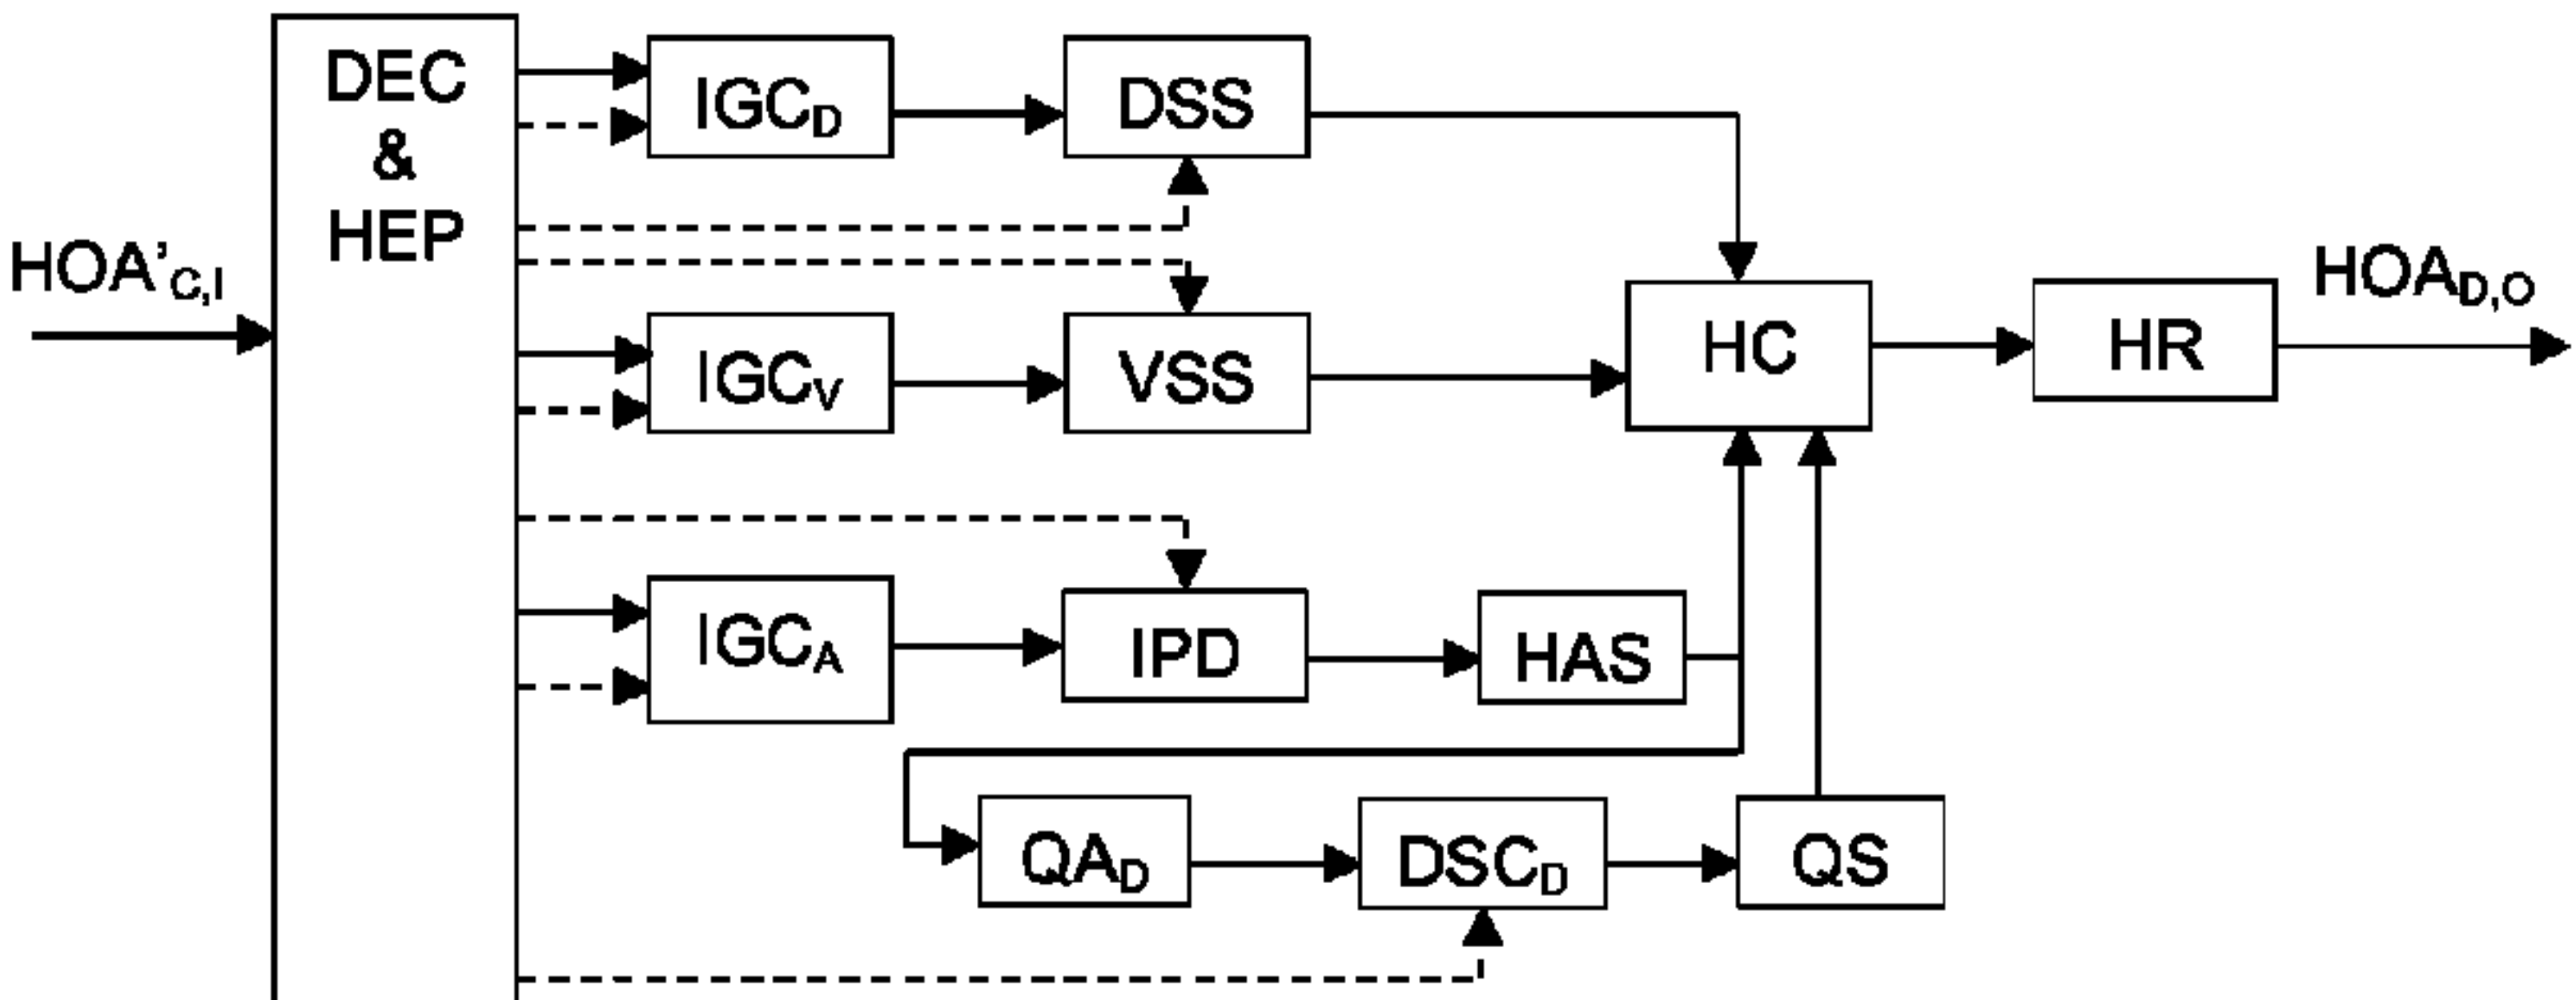 DEC
&
HEP
HOA'C,I
IGCD
DSS
IGCV
VSS
HC
HR
HOAD,O
IGCA
IPD
HAS
QAD
DSCD
QS